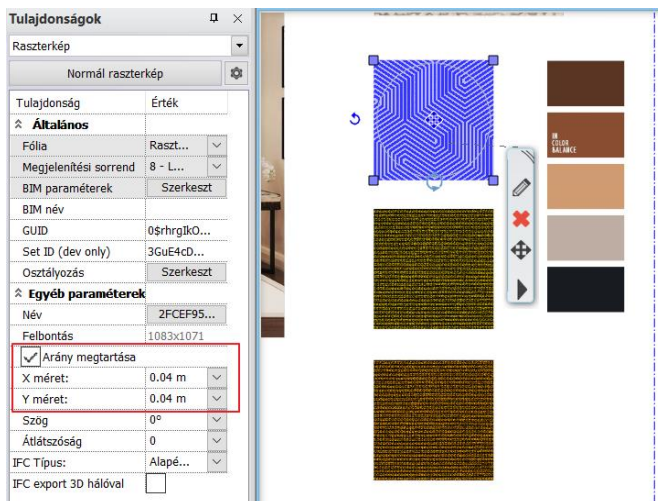 Tulajdonságok
Raszterkép
Normál raszterkép
Tulajdonság Érték
Általános
Fólia Raszt...
Megjelenítési sorrend 8 - L...
BIM paraméterek Szerkeszt
BIM név
GUID 0$rhrgIkO...
Set ID (dev only) 3GuE4cD...
Osztályozás Szerkeszt
Egyéb paraméterek
Név 2FCEF95...
Felbontás 1083x1071
Arány megtartása
X méret: 0.04 m
Y méret: 0.04 m
Szög 0°
Átlátszóság 0
IFC Típus: Alapé...
IFC export 3D hálóval
IN
COLOR
BALANCE